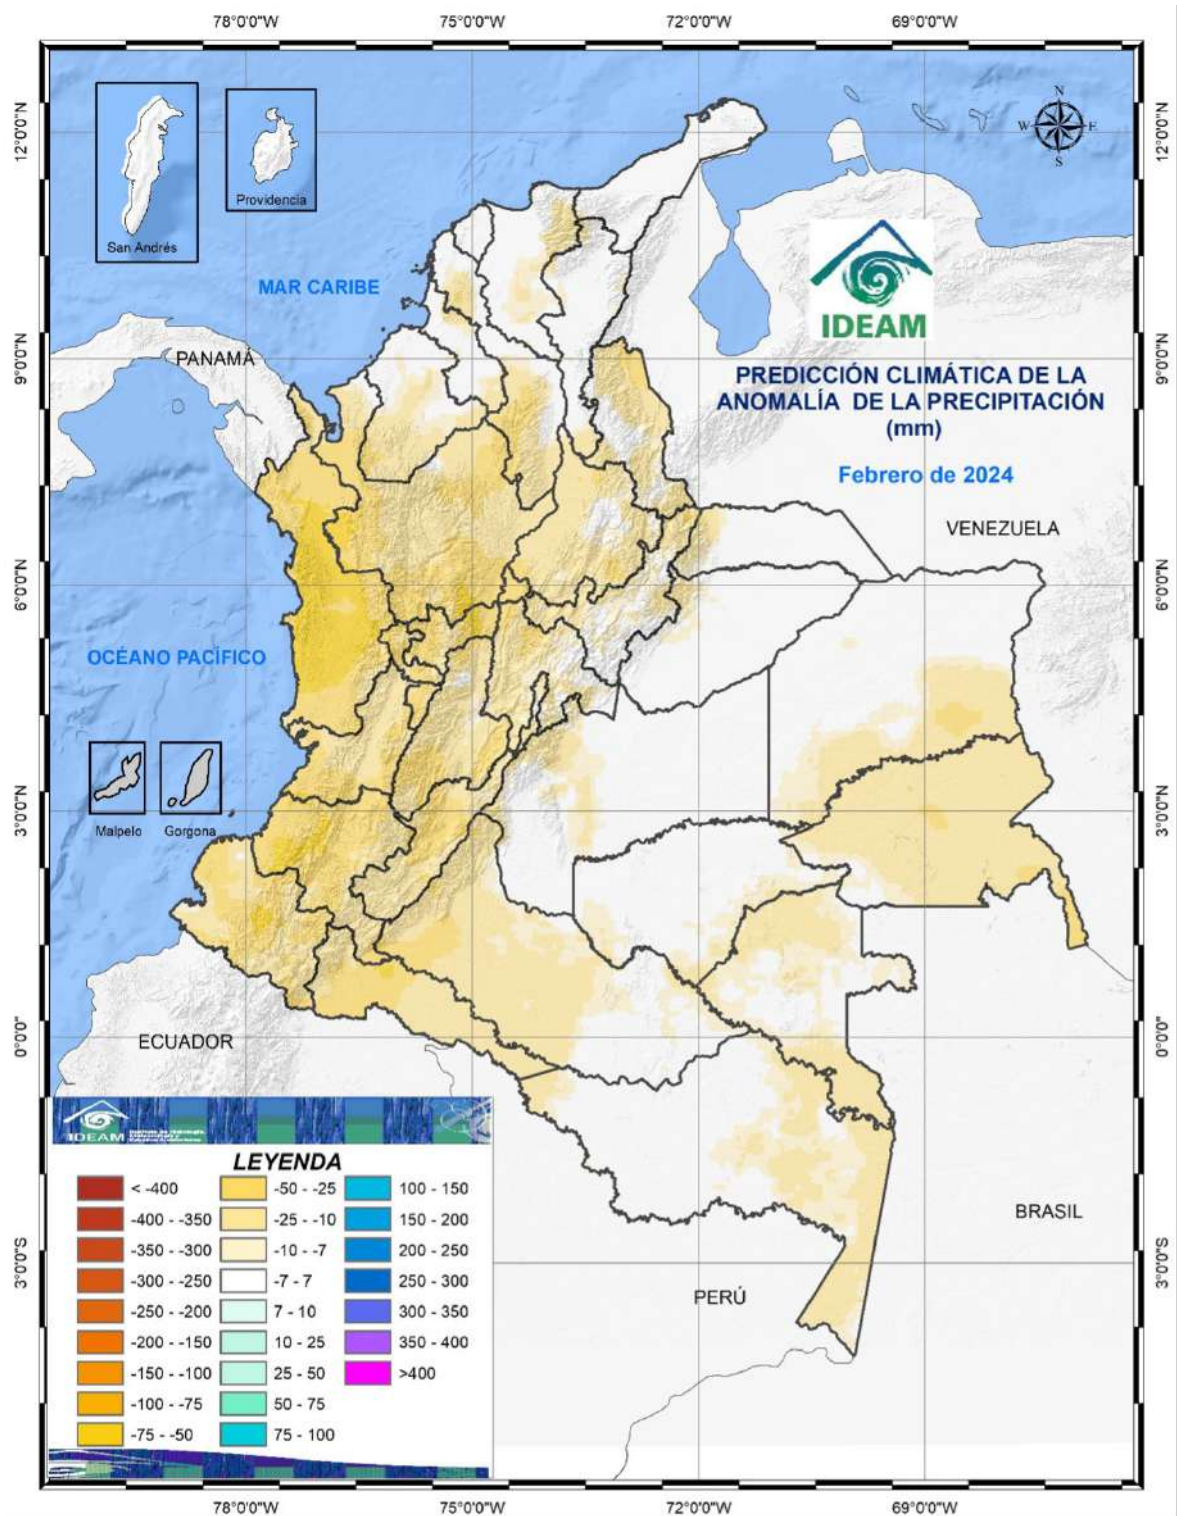 78°0'0"W
75°0'0"W
72°0'0"W
69°0'0"W
12°0'0"N
12°0'0"N
N
W
E
S
San Andrés
Providencia
MAR CARIBE
IDEAM
9°0'0"N
9°0'0"N
PANAMÁ
PREDICCIÓN CLIMÁTICA DE LA
ANOMALÍA DE LA PRECIPITACIÓN
(mm)
Febrero de 2024
VENEZUELA
6°0'0"N
6°0'0"N
OCÉANO PACÍFICO
3°0'0"N
3°0'0"N
Malpelo
Gorgona
0°0'0"
0°0'0"
ECUADOR
IDEAM
LEYENDA
< -400
-400 - -350
-350 - -300
-300 - -250
-250 - -200
-200 - -150
-150 - -100
-100 - -75
-75 - -50
-50 - -25
-25 - -10
-10 - -7
-7 - 7
7 - 10
10 - 25
25 - 50
50 - 75
75 - 100
100 - 150
150 - 200
200 - 250
250 - 300
300 - 350
350 - 400
>400
BRASIL
PERÚ
3°0'0"S
3°0'0"S
78°0'0"W
75°0'0"W
72°0'0"W
69°0'0"W